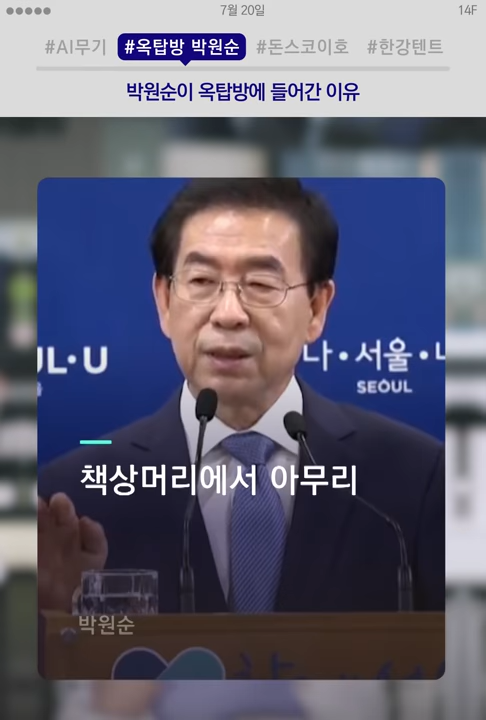 7월 20일
14F
#AI무기 #옥탑방 박원순 #돈스코이호 #한강텐트
박원순이 옥탑방에 들어간 이유
UL·U
나·서울·나
SEOUL
책상머리에서 아무리
박원순